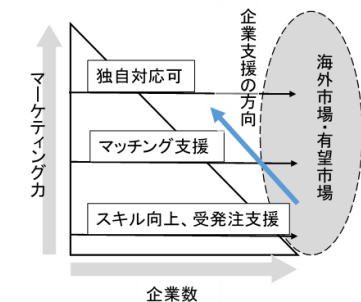 マーケティング力
独自対応可
マッチング支援
スキル向上、受発注支援
企業支援の方向
海外市場・有望市場
企業数